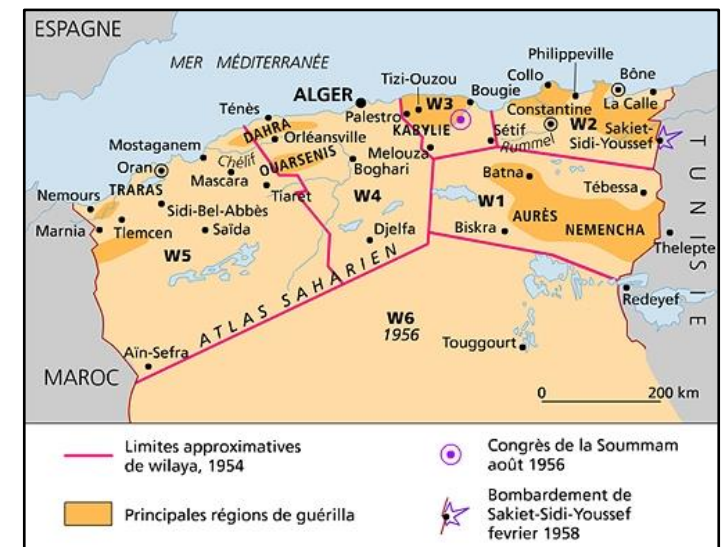 ESPAGNE
MER MÉDITERRANÉE
Philippeville
Tizi-Ouzou
Collo
Bône
ALGER
Bougie
Ténès
Palestro
W3
Constantine
La Calle
DAHRA
KABYLIE
W2
Mostaganem
Orléansville
Sétif
Rummel
Sakiet-
Sidi-Youssef
Oran
Chélif
OUARSENIS
Melouza
Mascara
Boghari
Batna
TRARAS
Tiaret
W4
W1
Tébessa
Nemours
Sidi-Bel-Abbès
AURÈS
NEMENCHA
Marnia
Tlemcen
Saïda
Djelfa
Biskra
Thelepte
W5
TUNISIE
ATLAS SAHARIEN
Redeyef
W6
1956
Touggourt
Aïn-Sefra
MAROC
0 200 km
Limites approximatives
de wilaya, 1954
Congrès de la Soummam
août 1956
Principales régions de guérilla
Bombardement de
Sakiet-Sidi-Youssef
fevrier 1958